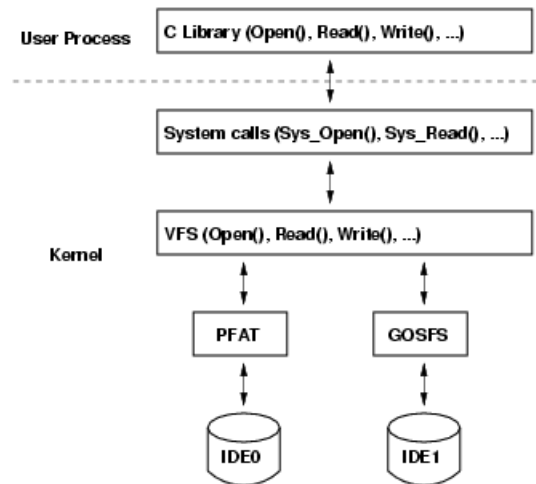 C Library (Open(), Read(), Write(), ...)
User Process
System calls (Sys_Open(), Sys_Read(), ...)
VFS (Open(), Read(), Write(), ...)
Kernel
PFAT
GOSFS
IDE0
IDE1